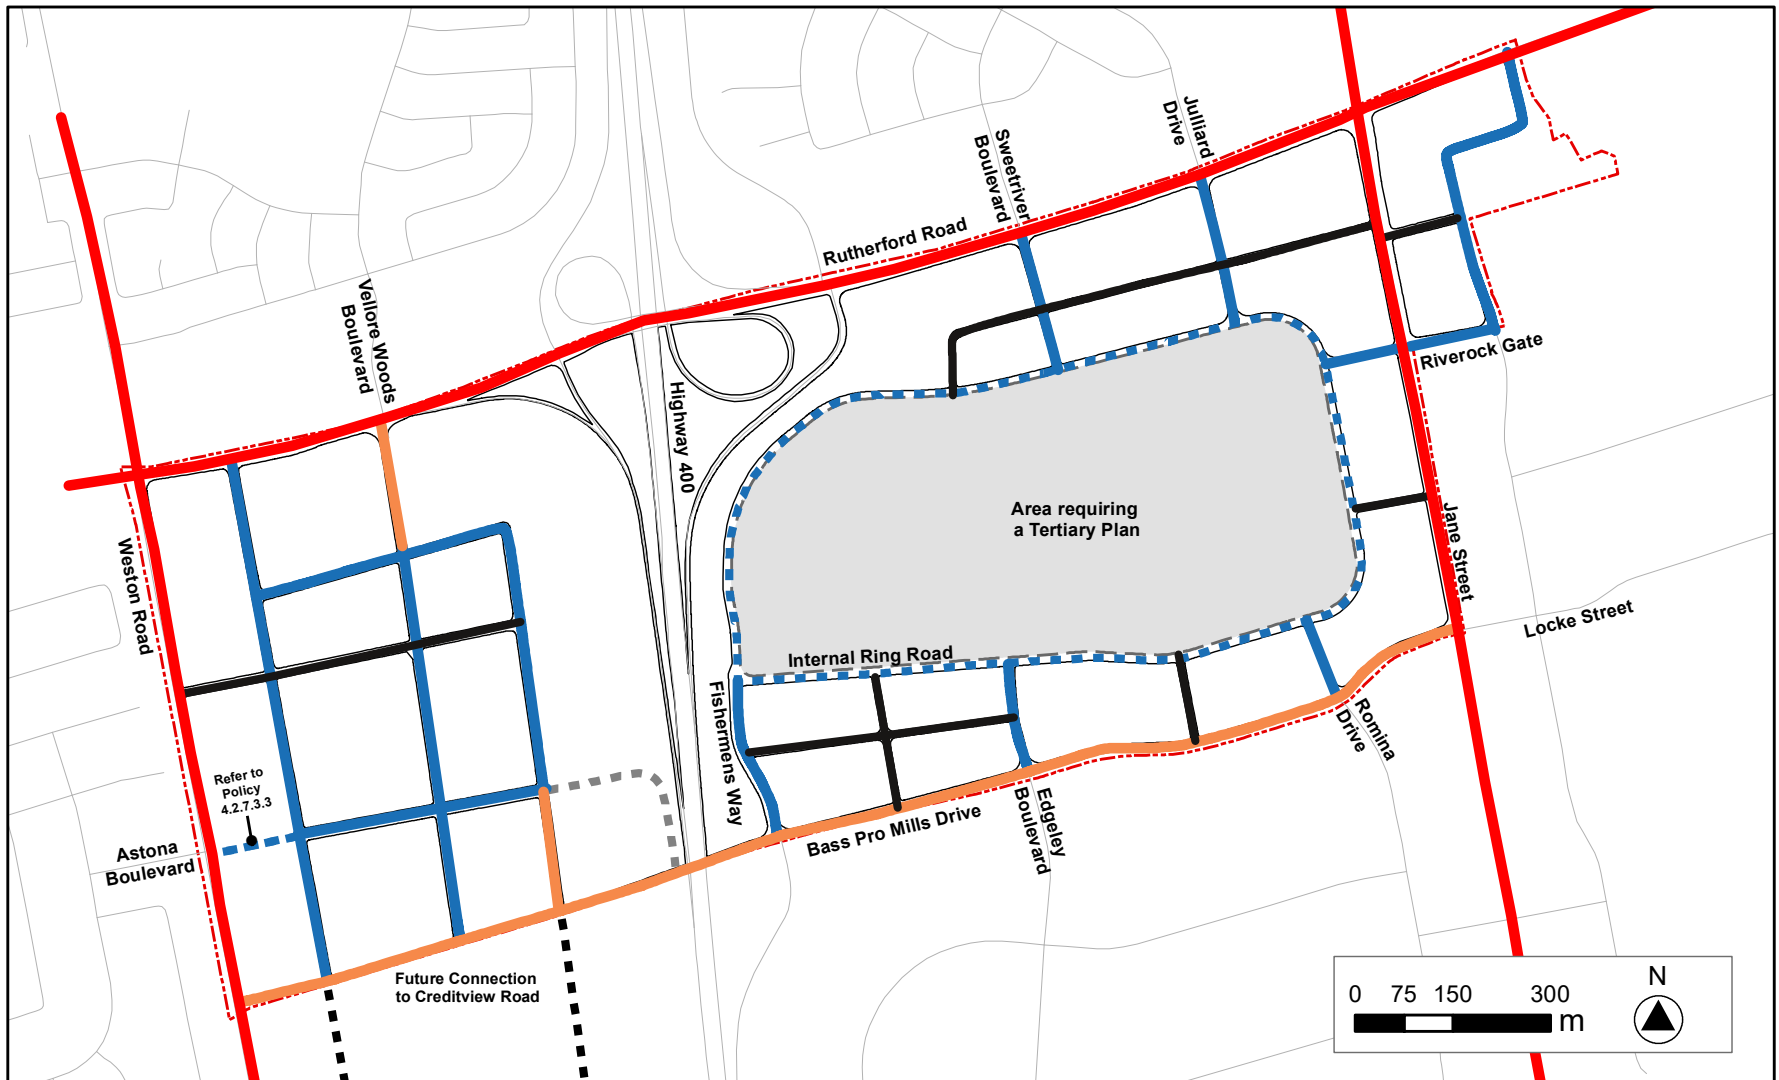 Julliard
Drive
Sweetriver
Boulevard
Rutherford Road
Vellore Woods
Boulevard
Riverock Gate
Highway 400
Area requiring
a Tertiary Plan
Jane Street
Weston Road
Locke Street
Internal Ring Road
Fishermens Way
Romina
Drive
Refer to
Policy
4.2.7.3.3
Edgeley
Boulevard
Bass Pro Mills Drive
Astona
Boulevard
Future Connection
to Creditview Road
N
0 75 150 300
m